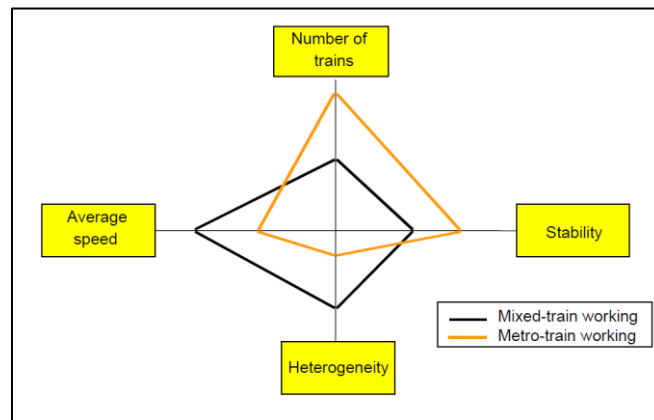 Number of
trains
Average
speed
Stability
Mixed-train working
Metro-train working
Heterogeneity